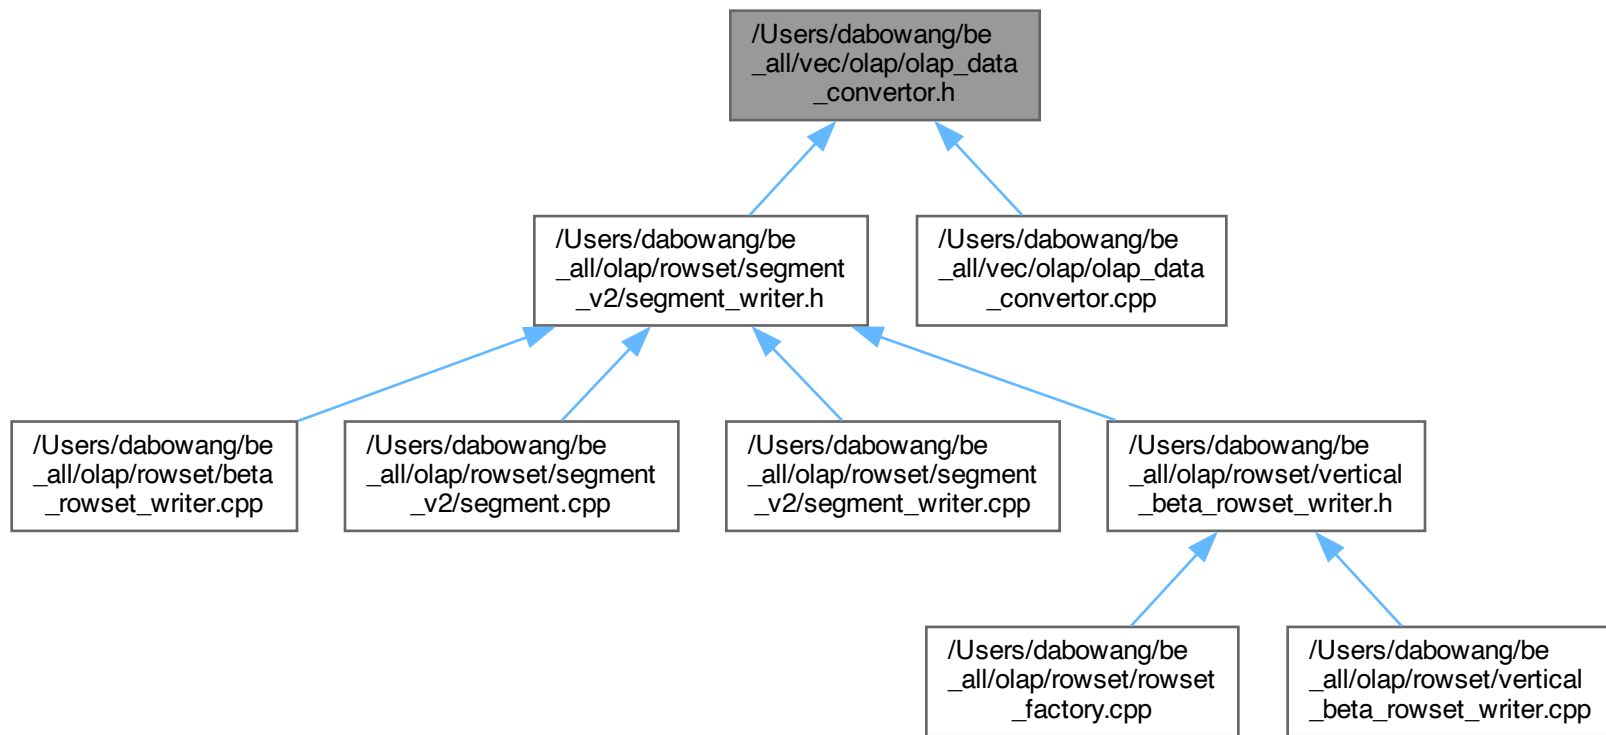 /Users/dabowang/be
_all/vec/olap/olap_data
_convertor.h
/Users/dabowang/be
_all/olap/rowset/segment
_v2/segment_writer.h
/Users/dabowang/be
_all/vec/olap/olap_data
_convertor.cpp
/Users/dabowang/be
_all/olap/rowset/beta
_rowset_writer.cpp
/Users/dabowang/be
_all/olap/rowset/segment
_v2/segment.cpp
/Users/dabowang/be
_all/olap/rowset/segment
_v2/segment_writer.cpp
/Users/dabowang/be
_all/olap/rowset/vertical
_beta_rowset_writer.h
/Users/dabowang/be
_all/olap/rowset/rowset
_factory.cpp
/Users/dabowang/be
_all/olap/rowset/vertical
_beta_rowset_writer.cpp